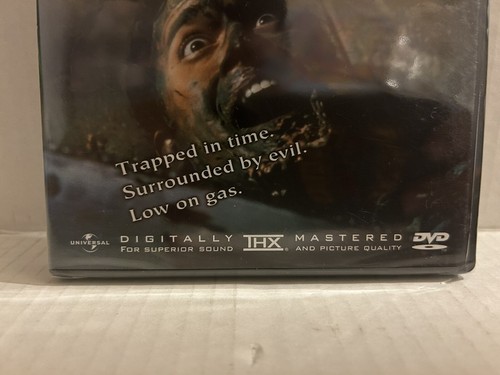 Trapped in time.
Surrounded by evil.
Low on gas.
UNIVERSAL
DIGITALLY THX MASTERED DVD
FOR SUPERIOR SOUND AND PICTURE QUALITY